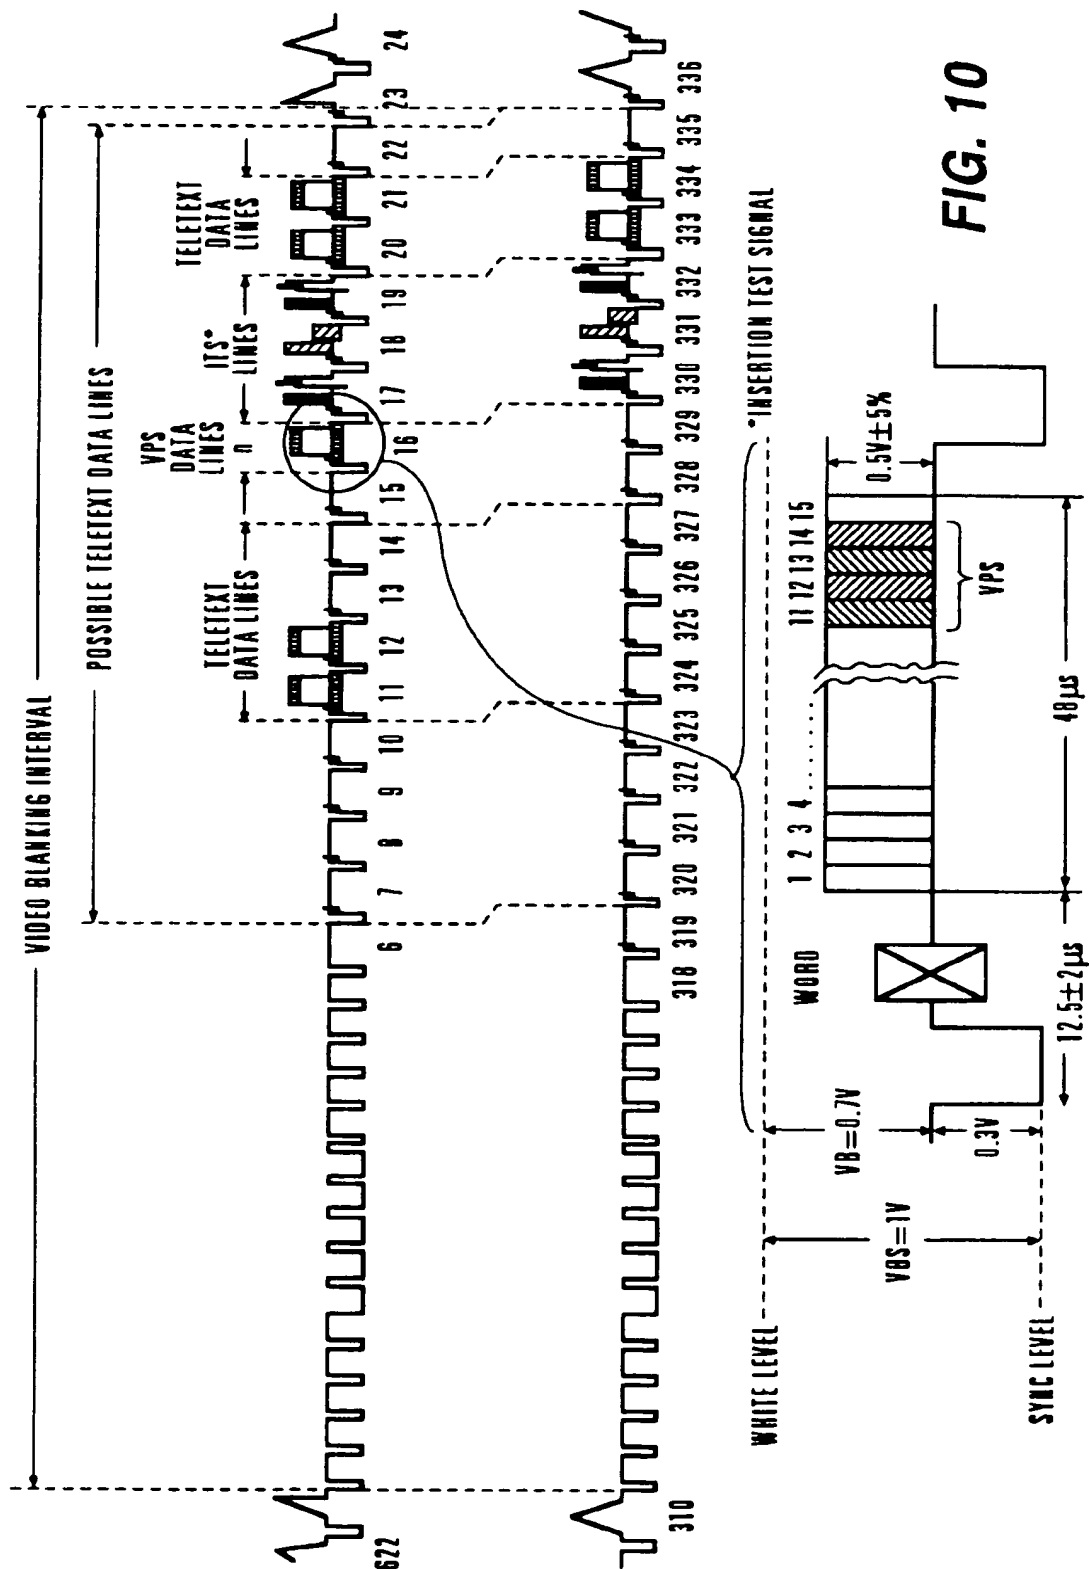 VIDEO BLANKING INTERVAL
POSSIBLE TELETEXT DATA LINES
TELETEXT
DATA LINES
VPS
DATA
LINES
n
ITS*
LINES
TELETEXT
DATA
LINES
622 6 7 8 9 10 11 12 13 14 15 16 17 18 19 20 21 22 23 24
310 318 319 320 321 322 323 324 325 326 327 328 329 330 331 332 333 334 335 336
*INSERTION TEST SIGNAL
WHITE LEVEL
WORD
1 2 3 4 ....... 11 12 13 14 15
VBS=1V
VB=0.7V
0.3V
0.5V±5%
VPS
SYNC LEVEL
12.5±2µs
48µs
FIG. 10